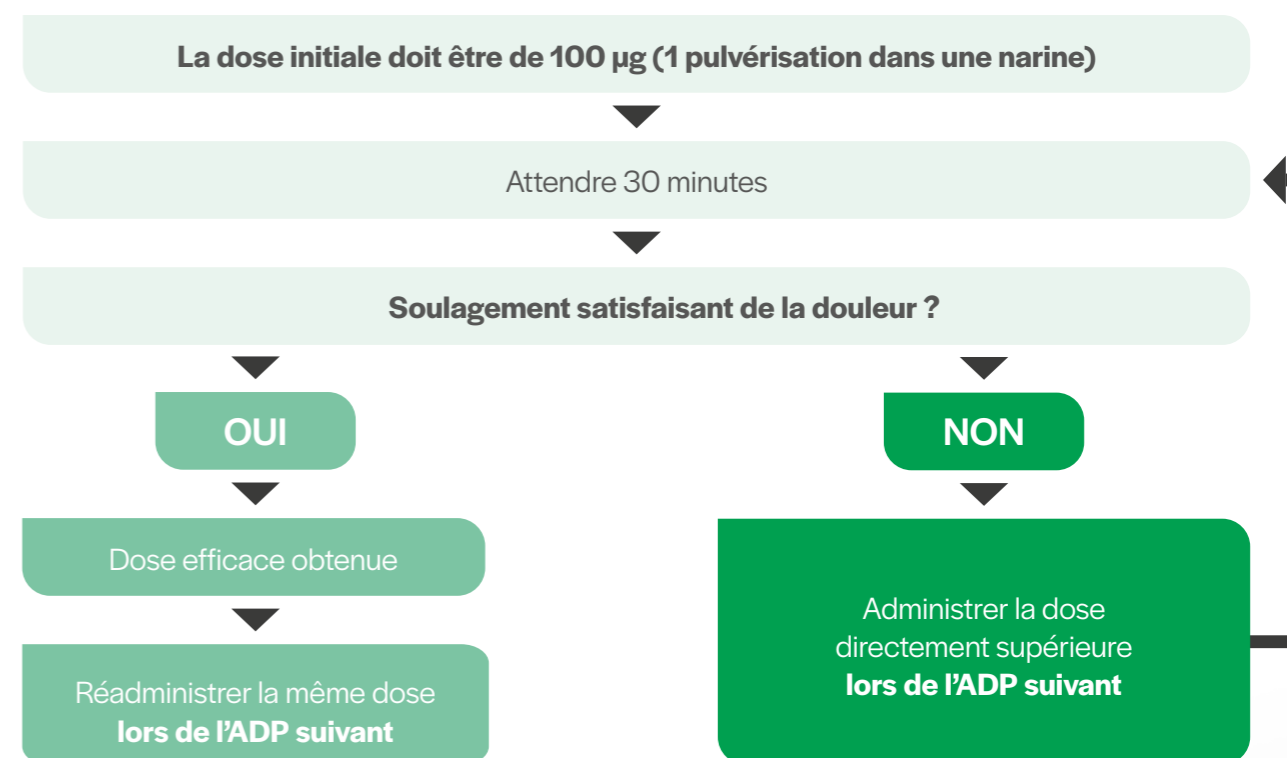 La dose initiale doit être de 100 µg (1 pulvérisation dans une narine)
Attendre 30 minutes
Soulagement satisfaisant de la douleur ?
OUI
NON
Dose efficace obtenue
Réadministrer la même dose
lors de l’ADP suivant
Administrer la dose
directement supérieure
lors de l’ADP suivant